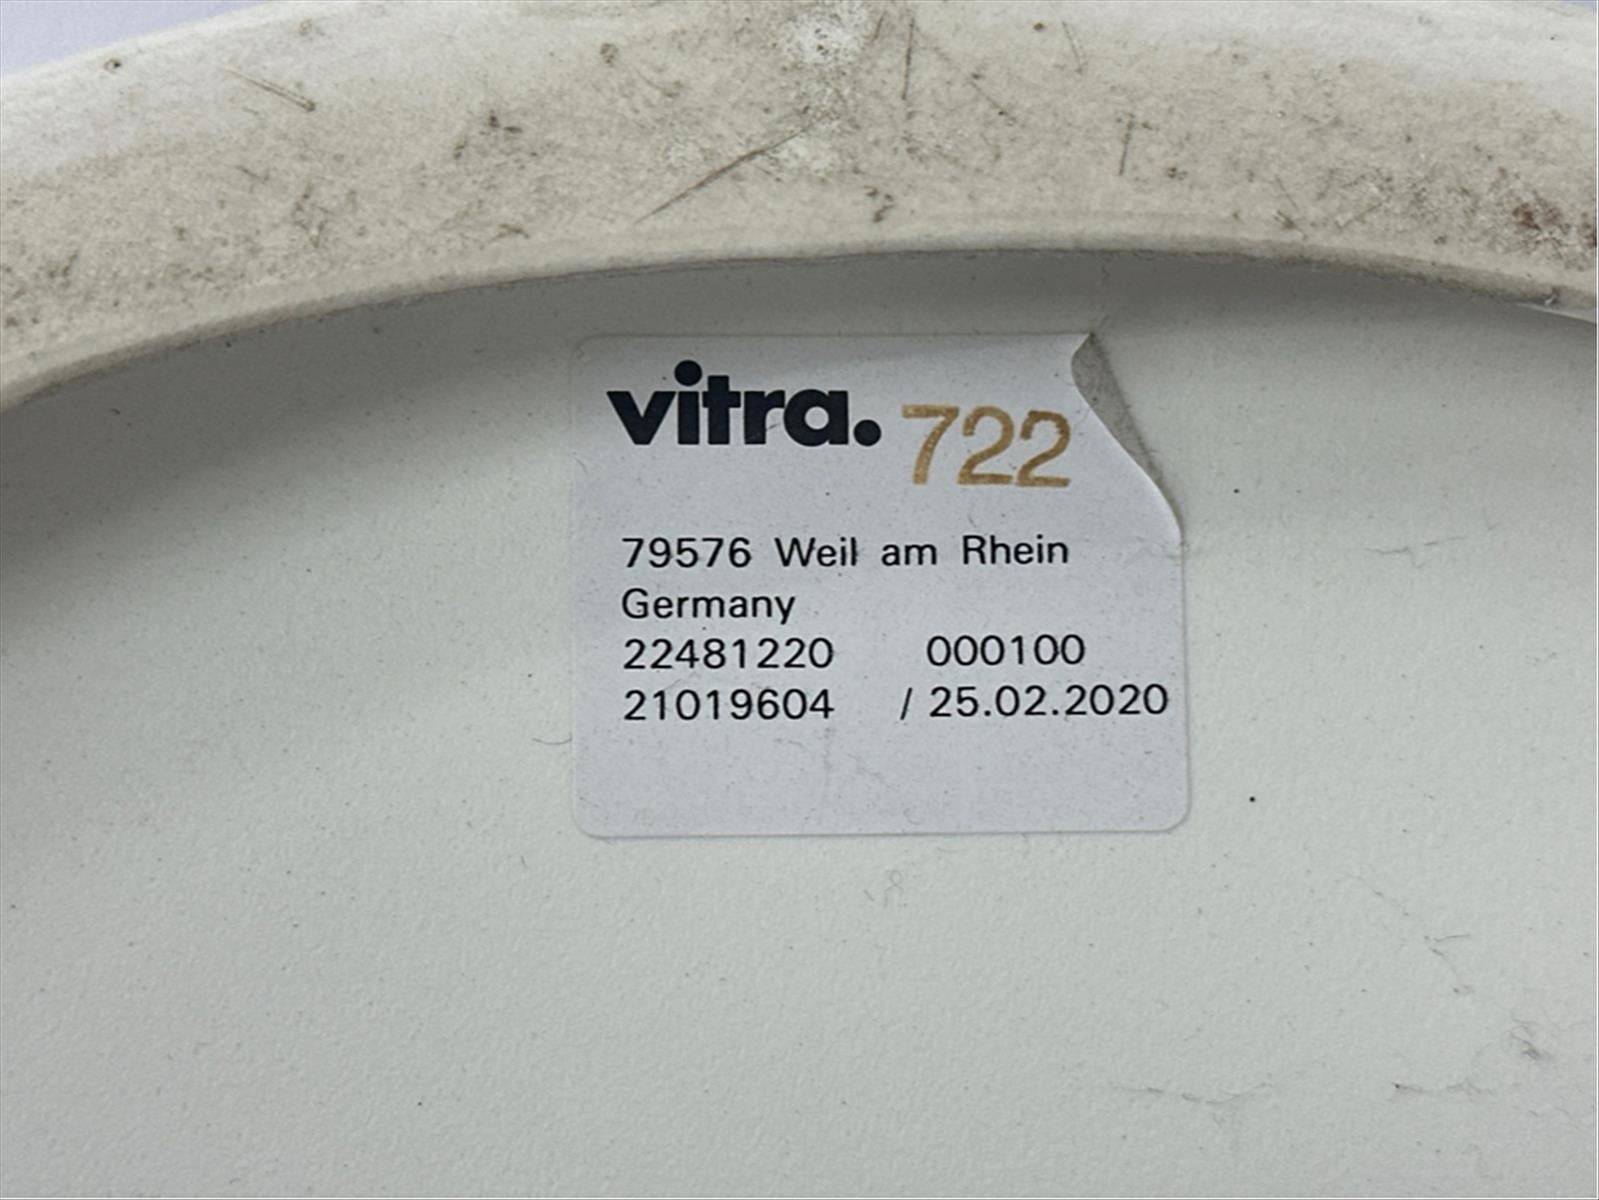 vitra. 722
79576 Weil am Rhein
Germany
22481220 000100
21019604 / 25.02.2020